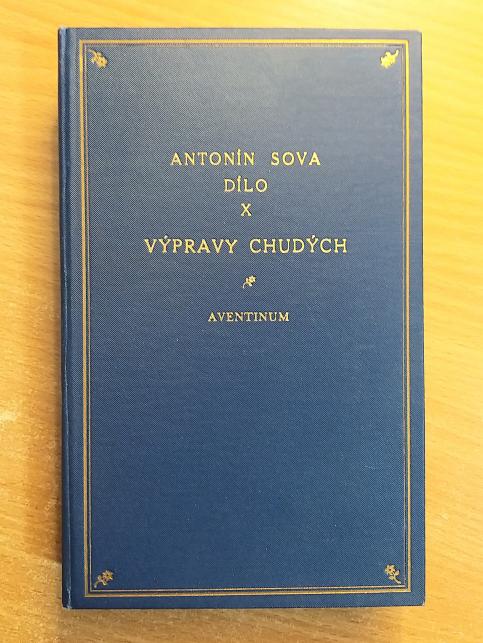 ANTONÍN SOVA
DÍLO
X
VÝPRAVY CHUDÝCH
AVENTINUM